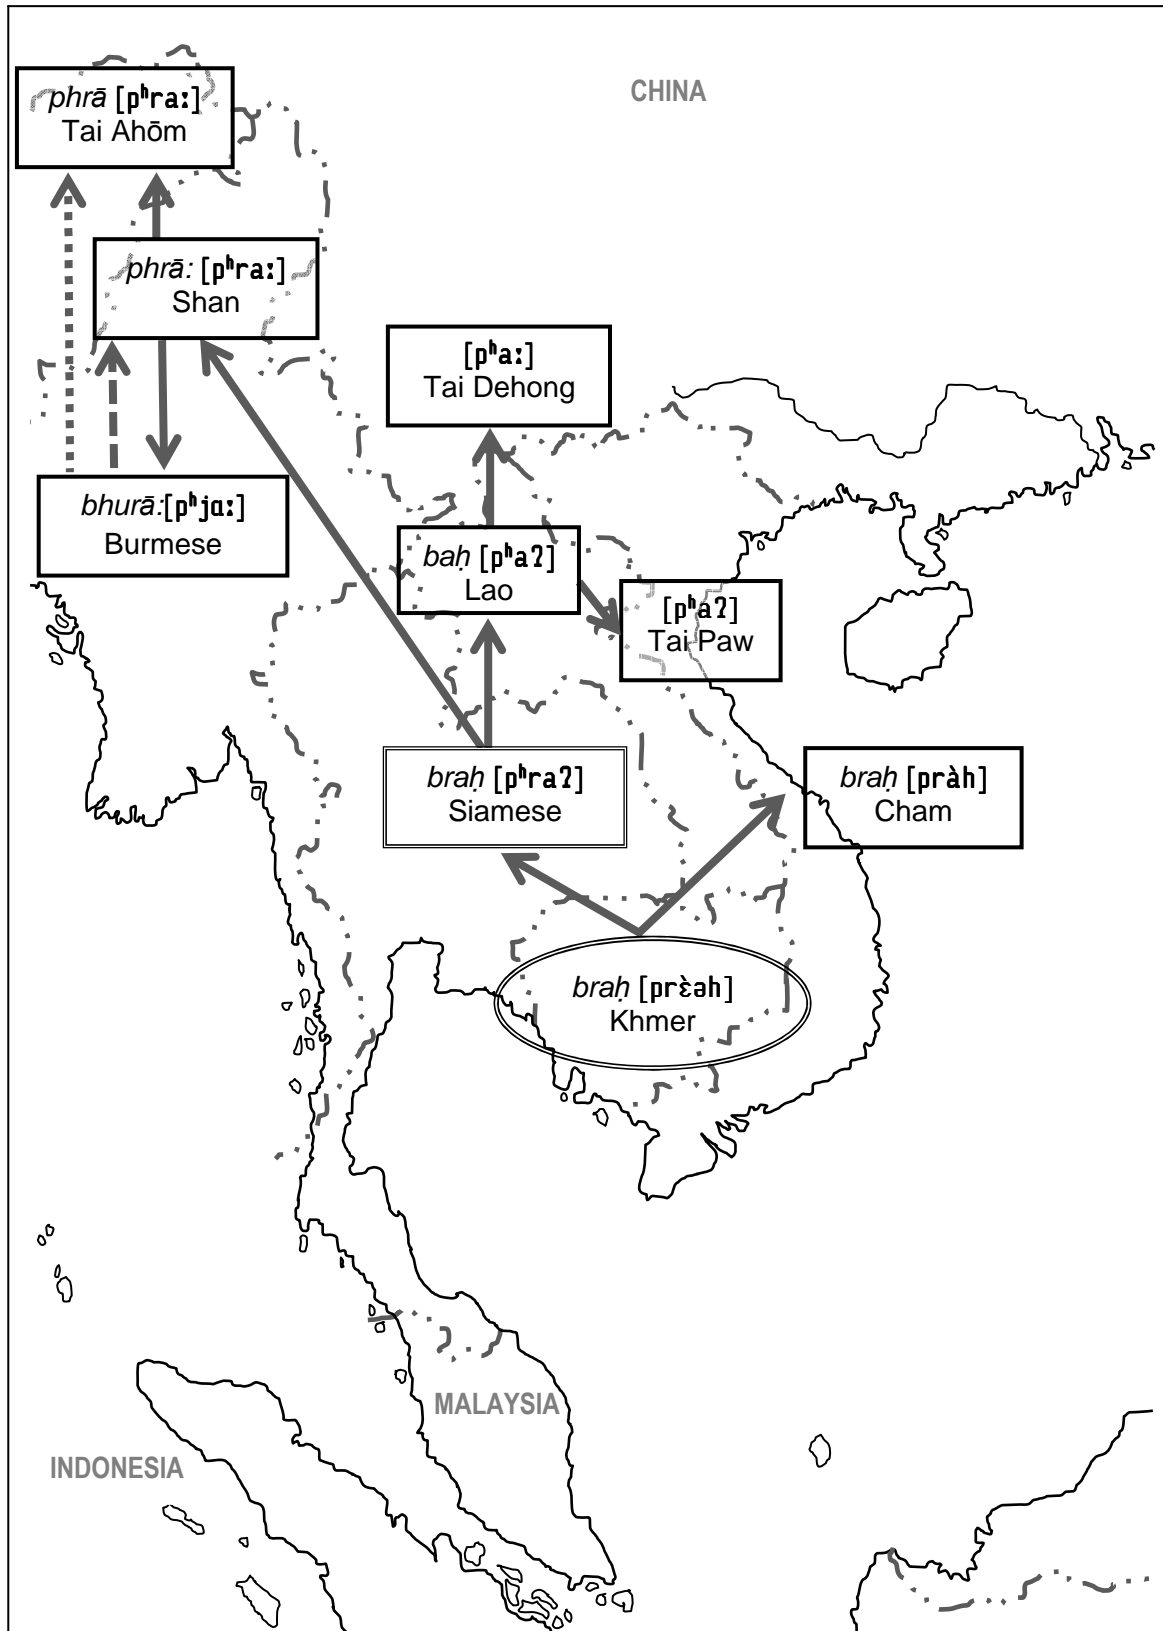 CHINA
phrā [pʰraː]
Tai Ahōm
phrā: [pʰraː]
Shan
[pʰaː]
Tai Dehong
bhurā:[pʰjɑː]
Burmese
baḥ [pʰaʔ]
Lao
[pʰaʔ]
Tai Paw
braḥ [pʰraʔ]
Siamese
braḥ [pràh]
Cham
braḥ [prɛ̀əh]
Khmer
MALAYSIA
INDONESIA